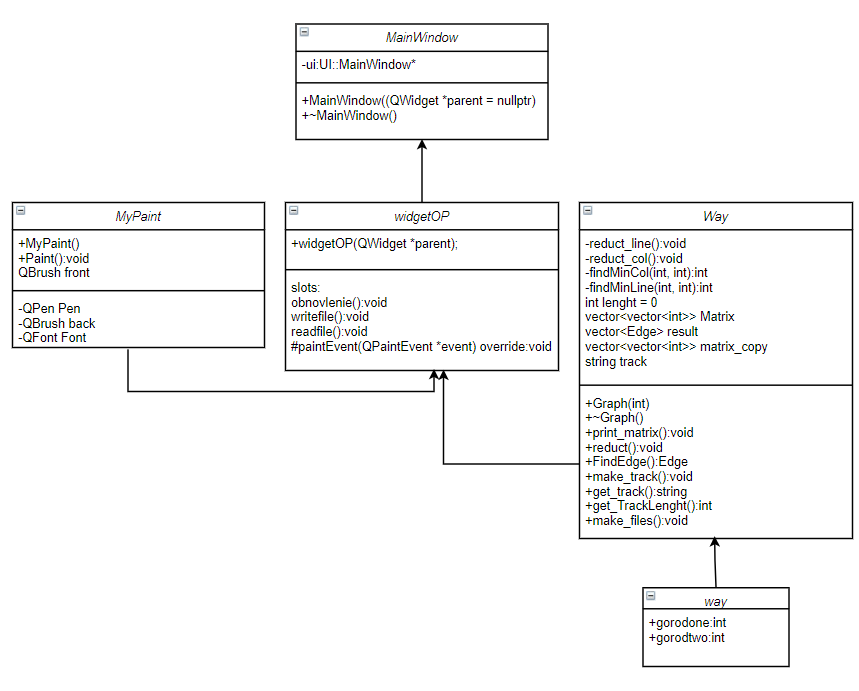 MainWindow
-ui:UI::MainWindow*
+MainWindow((QWidget *parent = nullptr)
+~MainWindow()
MyPaint
+MyPaint()
+Paint():void
QBrush front
-QPen Pen
-QBrush back
-QFont Font
widgetOP
+widgetOP(QWidget *parent);
slots:
obnovlenie():void
writefile():void
readfile():void
#paintEvent(QPaintEvent *event) override:void
Way
-reduct_line():void
-reduct_col():void
-findMinCol(int, int):int
-findMinLine(int, int):int
int lenght = 0
vector<vector<int>> Matrix
vector<Edge> result
vector<vector<int>> matrix_copy
string track
+Graph(int)
+~Graph()
+print_matrix():void
+reduct():void
+FindEdge():Edge
+make_track():void
+get_track():string
+get_TrackLenght():int
+make_files():void
way
+gorodone:int
+gorodtwo:int